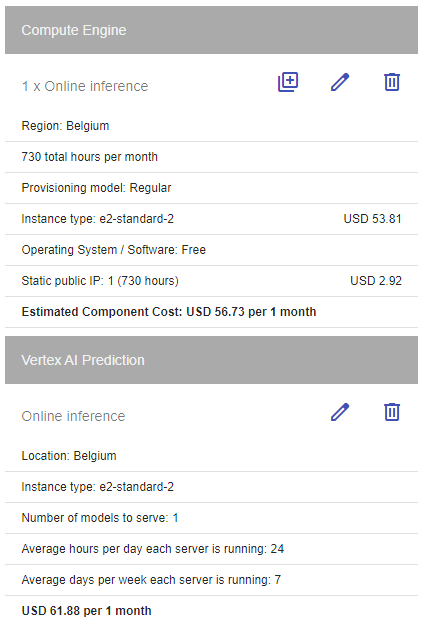 Compute Engine
1 x Online inference
Region: Belgium
730 total hours per month
Provisioning model: Regular
Instance type: e2-standard-2 USD 53.81
Operating System / Software: Free
Static public IP: 1 (730 hours) USD 2.92
Estimated Component Cost: USD 56.73 per 1 month
Vertex AI Prediction
Online inference
Location: Belgium
Instance type: e2-standard-2
Number of models to serve: 1
Average hours per day each server is running: 24
Average days per week each server is running: 7
USD 61.88 per 1 month